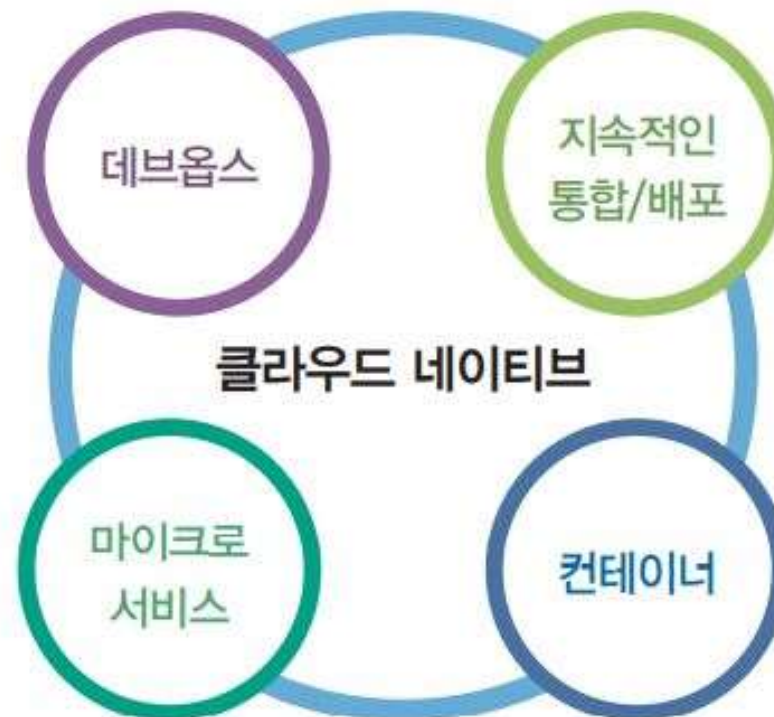 데브옵스
지속적인
통합/배포
클라우드 네이티브
마이크로
서비스
컨테이너